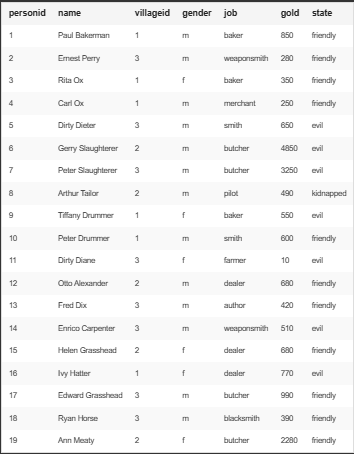 personid name villageid gender job gold state
1 Paul Bakerman 1 m baker 850 friendly
2 Ernest Perry 3 m weaponsmith 280 friendly
3 Rita Ox 1 f baker 350 friendly
4 Carl Ox 1 m merchant 250 friendly
5 Dirty Dieter 3 m smith 650 evil
6 Gerry Slaughterer 2 m butcher 4850 evil
7 Peter Slaughterer 3 m butcher 3250 evil
8 Arthur Tailor 2 m pilot 490 kidnapped
9 Tiffany Drummer 1 f baker 550 evil
10 Peter Drummer 1 m smith 600 friendly
11 Dirty Diane 3 f farmer 10 evil
12 Otto Alexander 2 m dealer 680 friendly
13 Fred Dix 3 m author 420 friendly
14 Enrico Carpenter 3 m weaponsmith 510 evil
15 Helen Grasshead 2 f dealer 680 friendly
16 Ivy Hatter 1 f dealer 770 evil
17 Edward Grasshead 3 m butcher 990 friendly
18 Ryan Horse 3 m blacksmith 390 friendly
19 Ann Meaty 2 f butcher 2280 friendly